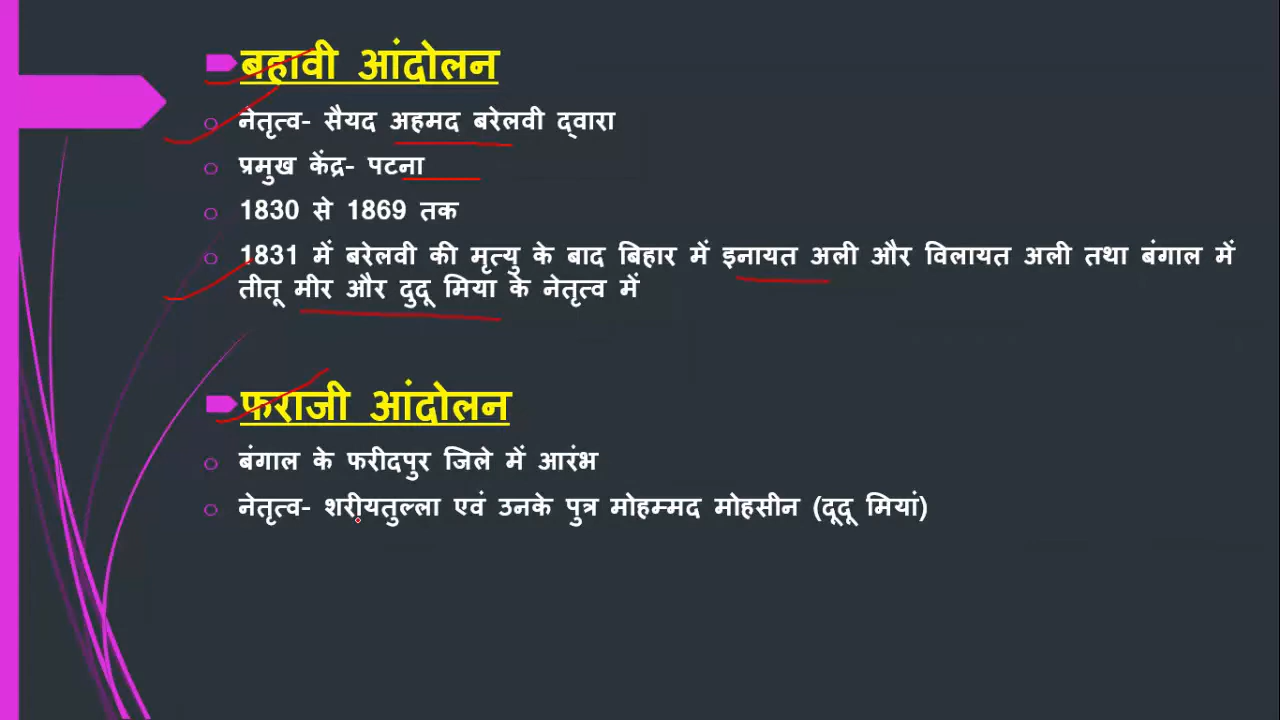 बहावी आंदोलन
नेतृत्व- सैयद अहमद बरेलवी द्वारा
प्रमुख केंद्र- पटना
1830 से 1869 तक
1831 में बरेलवी की मृत्यु के बाद बिहार में इनायत अली और विलायत अली तथा बंगाल में
तीतू मीर और दुदू मिया के नेतृत्व में
फराजी आंदोलन
बंगाल के फरीदपुर जिले में आरंभ
नेतृत्व- शरीयतुल्ला एवं उनके पुत्र मोहम्मद मोहसीन (दूदू मियां)